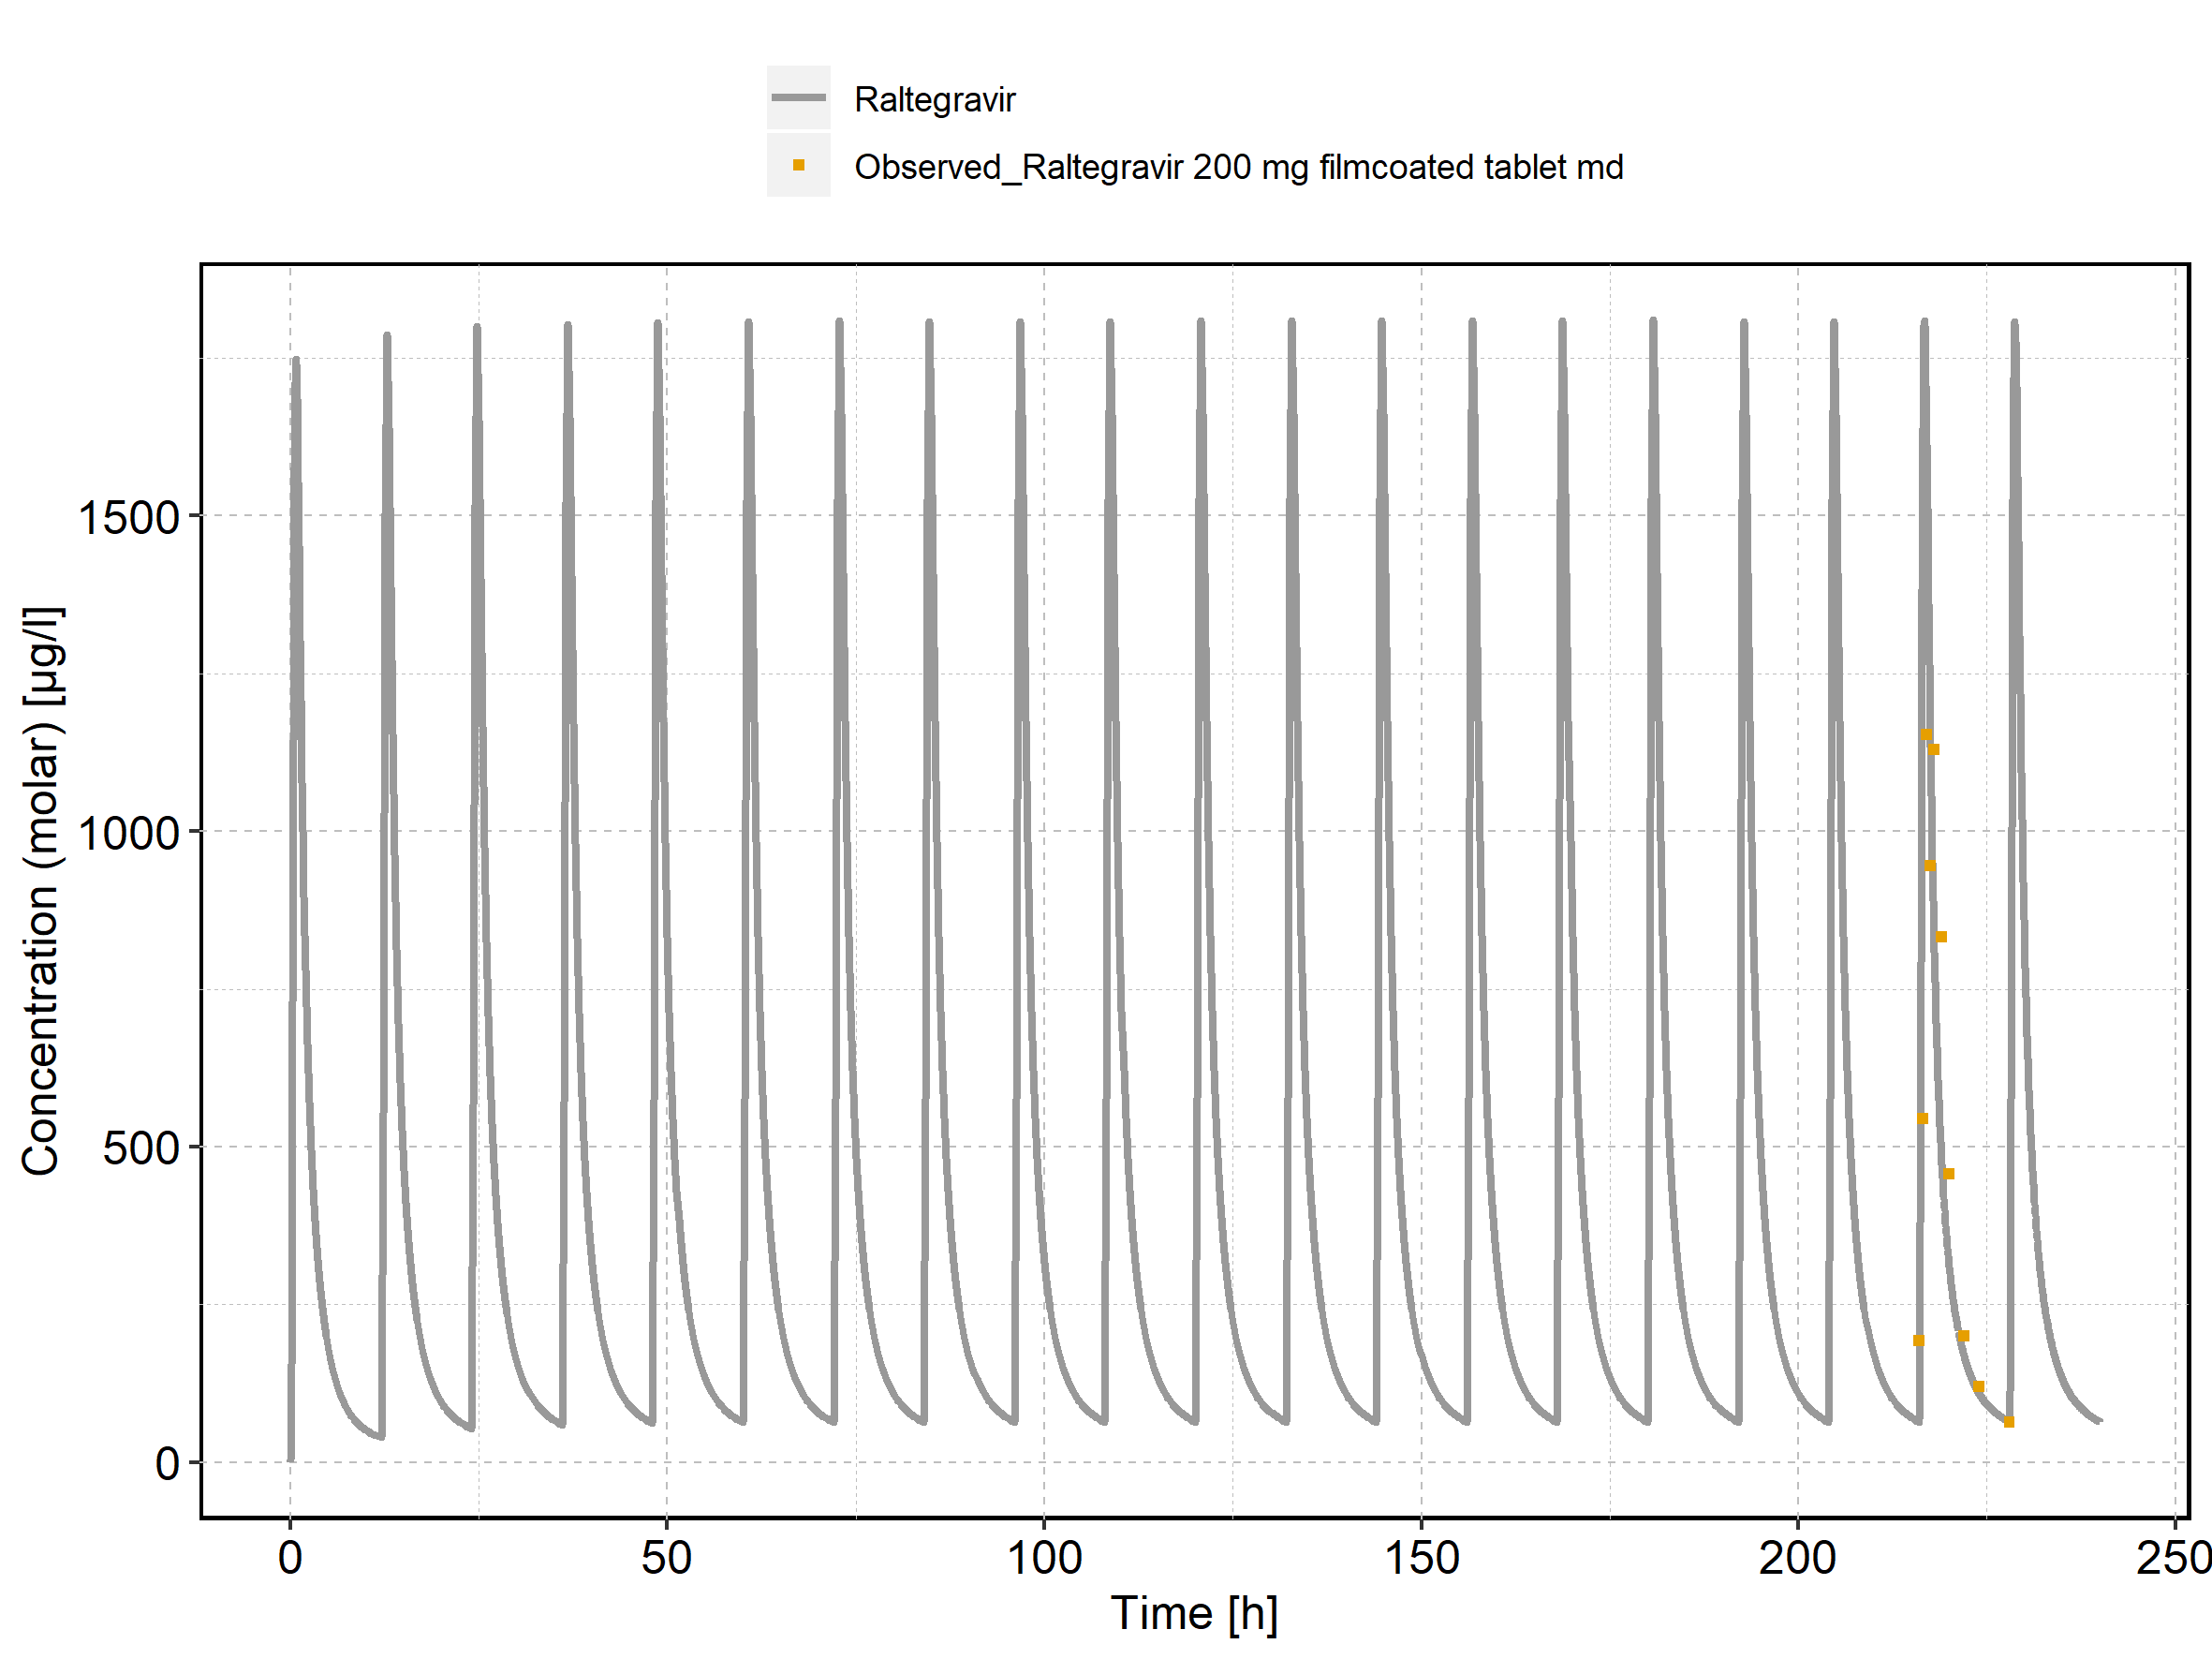 Raltegravir
Observed_Raltegravir 200 mg filmcoated tablet md
Concentration (molar) [µg/l]
1500
1000
500
0
0 50 100 150 200 250
Time [h]